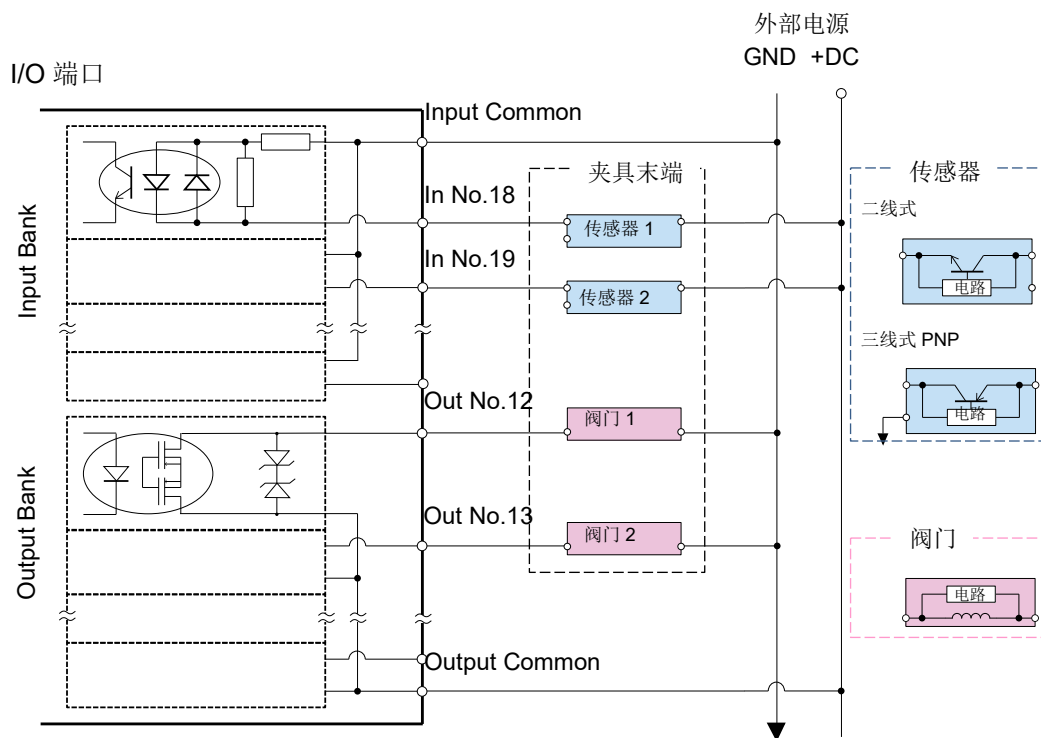 外部电源
GND +DC
I/O 端口
Input Common
夹具末端
传感器
In No.18
二线式
传感器 1
Input Bank
In No.19
电路
传感器 2
三线式 PNP
Out No.12
阀门 1
电路
Output Bank
Out No.13
阀门 2
阀门
电路
Output Common